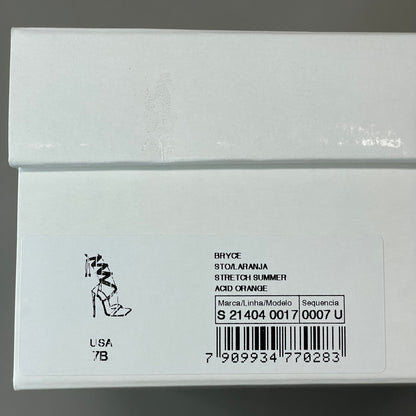 BRYCE
STO/LARANJA
STRETCH SUMMER
ACID ORANGE
Marca/Linha/Modelo Sequencia
S 21404 0017 0007 U
USA
7B
7 909934 770283